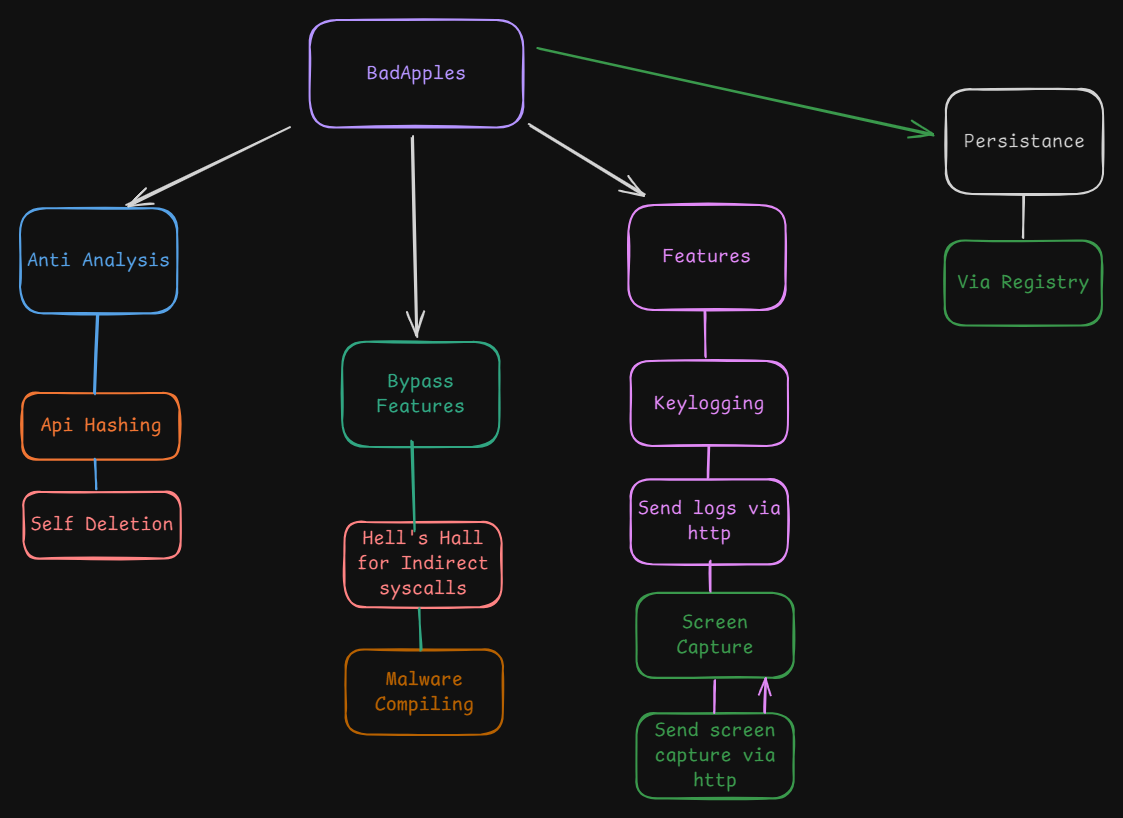 BadApples
Persistance
Via Registry
Anti Analysis
Api Hashing
Self Deletion
Bypass
Features
Hell's Hall
for Indirect
syscalls
Malware
Compiling
Features
Keylogging
Send logs via
http
Screen
Capture
Send screen
capture via
http